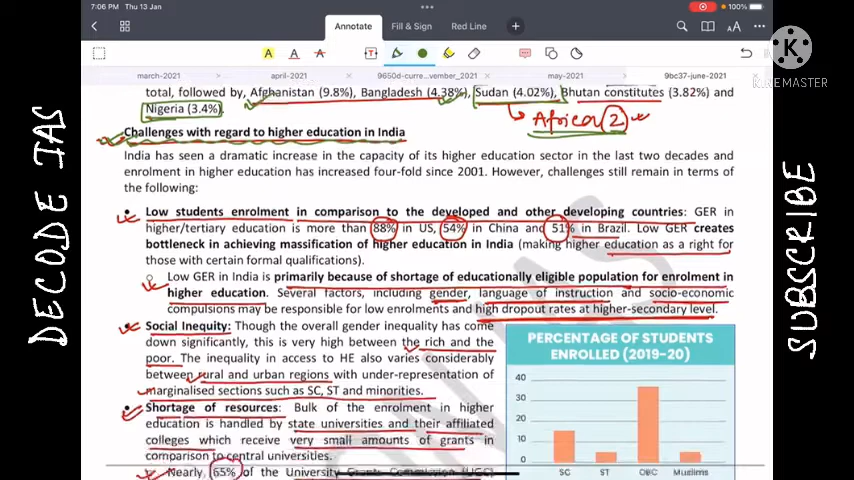 7:06 PM Thu 13 Jan
100%
Annotate
Fill & Sign
Red Line
march-2021
april-2021
9650d-curre..vember_2021
may-2021
9bc37-june-2021
KINEMASTER
DECODE IAS
SUBSCRIBE
total, followed by, Afghanistan (9.8%), Bangladesh (4.38%), Sudan (4.02%), Bhutan constitutes (3.82%) and
Nigeria (3.4%).
Africa (2)
Challenges with regard to higher education in India
India has seen a dramatic increase in the capacity of its higher education sector in the last two decades and
enrolment in higher education has increased four-fold since 2001. However, challenges still remain in terms of
the following:
• Low students enrolment in comparison to the developed and other developing countries: GER in
higher/tertiary education is more than 88% in US, 54% in China and 51% in Brazil. Low GER creates
bottleneck in achieving massification of higher education in India (making higher education as a right for
those with certain formal qualifications).
○ Low GER in India is primarily because of shortage of educationally eligible population for enrolment in
higher education. Several factors, including gender, language of instruction and socio-economic
compulsions may be responsible for low enrolments and high dropout rates at higher-secondary level.
• Social Inequity: Though the overall gender inequality has come
down significantly, this is very high between the rich and the
poor. The inequality in access to HE also varies considerably
between rural and urban regions with under-representation of
marginalised sections such as SC, ST and minorities.
• Shortage of resources: Bulk of the enrolment in higher
education is handled by state universities and their affiliated
colleges which receive very small amounts of grants in
comparison to central universities.
Nearly, 65% of the University Grants Commission (UGC)
PERCENTAGE OF STUDENTS
ENROLLED (2019-20)
40
30
20
10
0
SC ST OBC Muslims